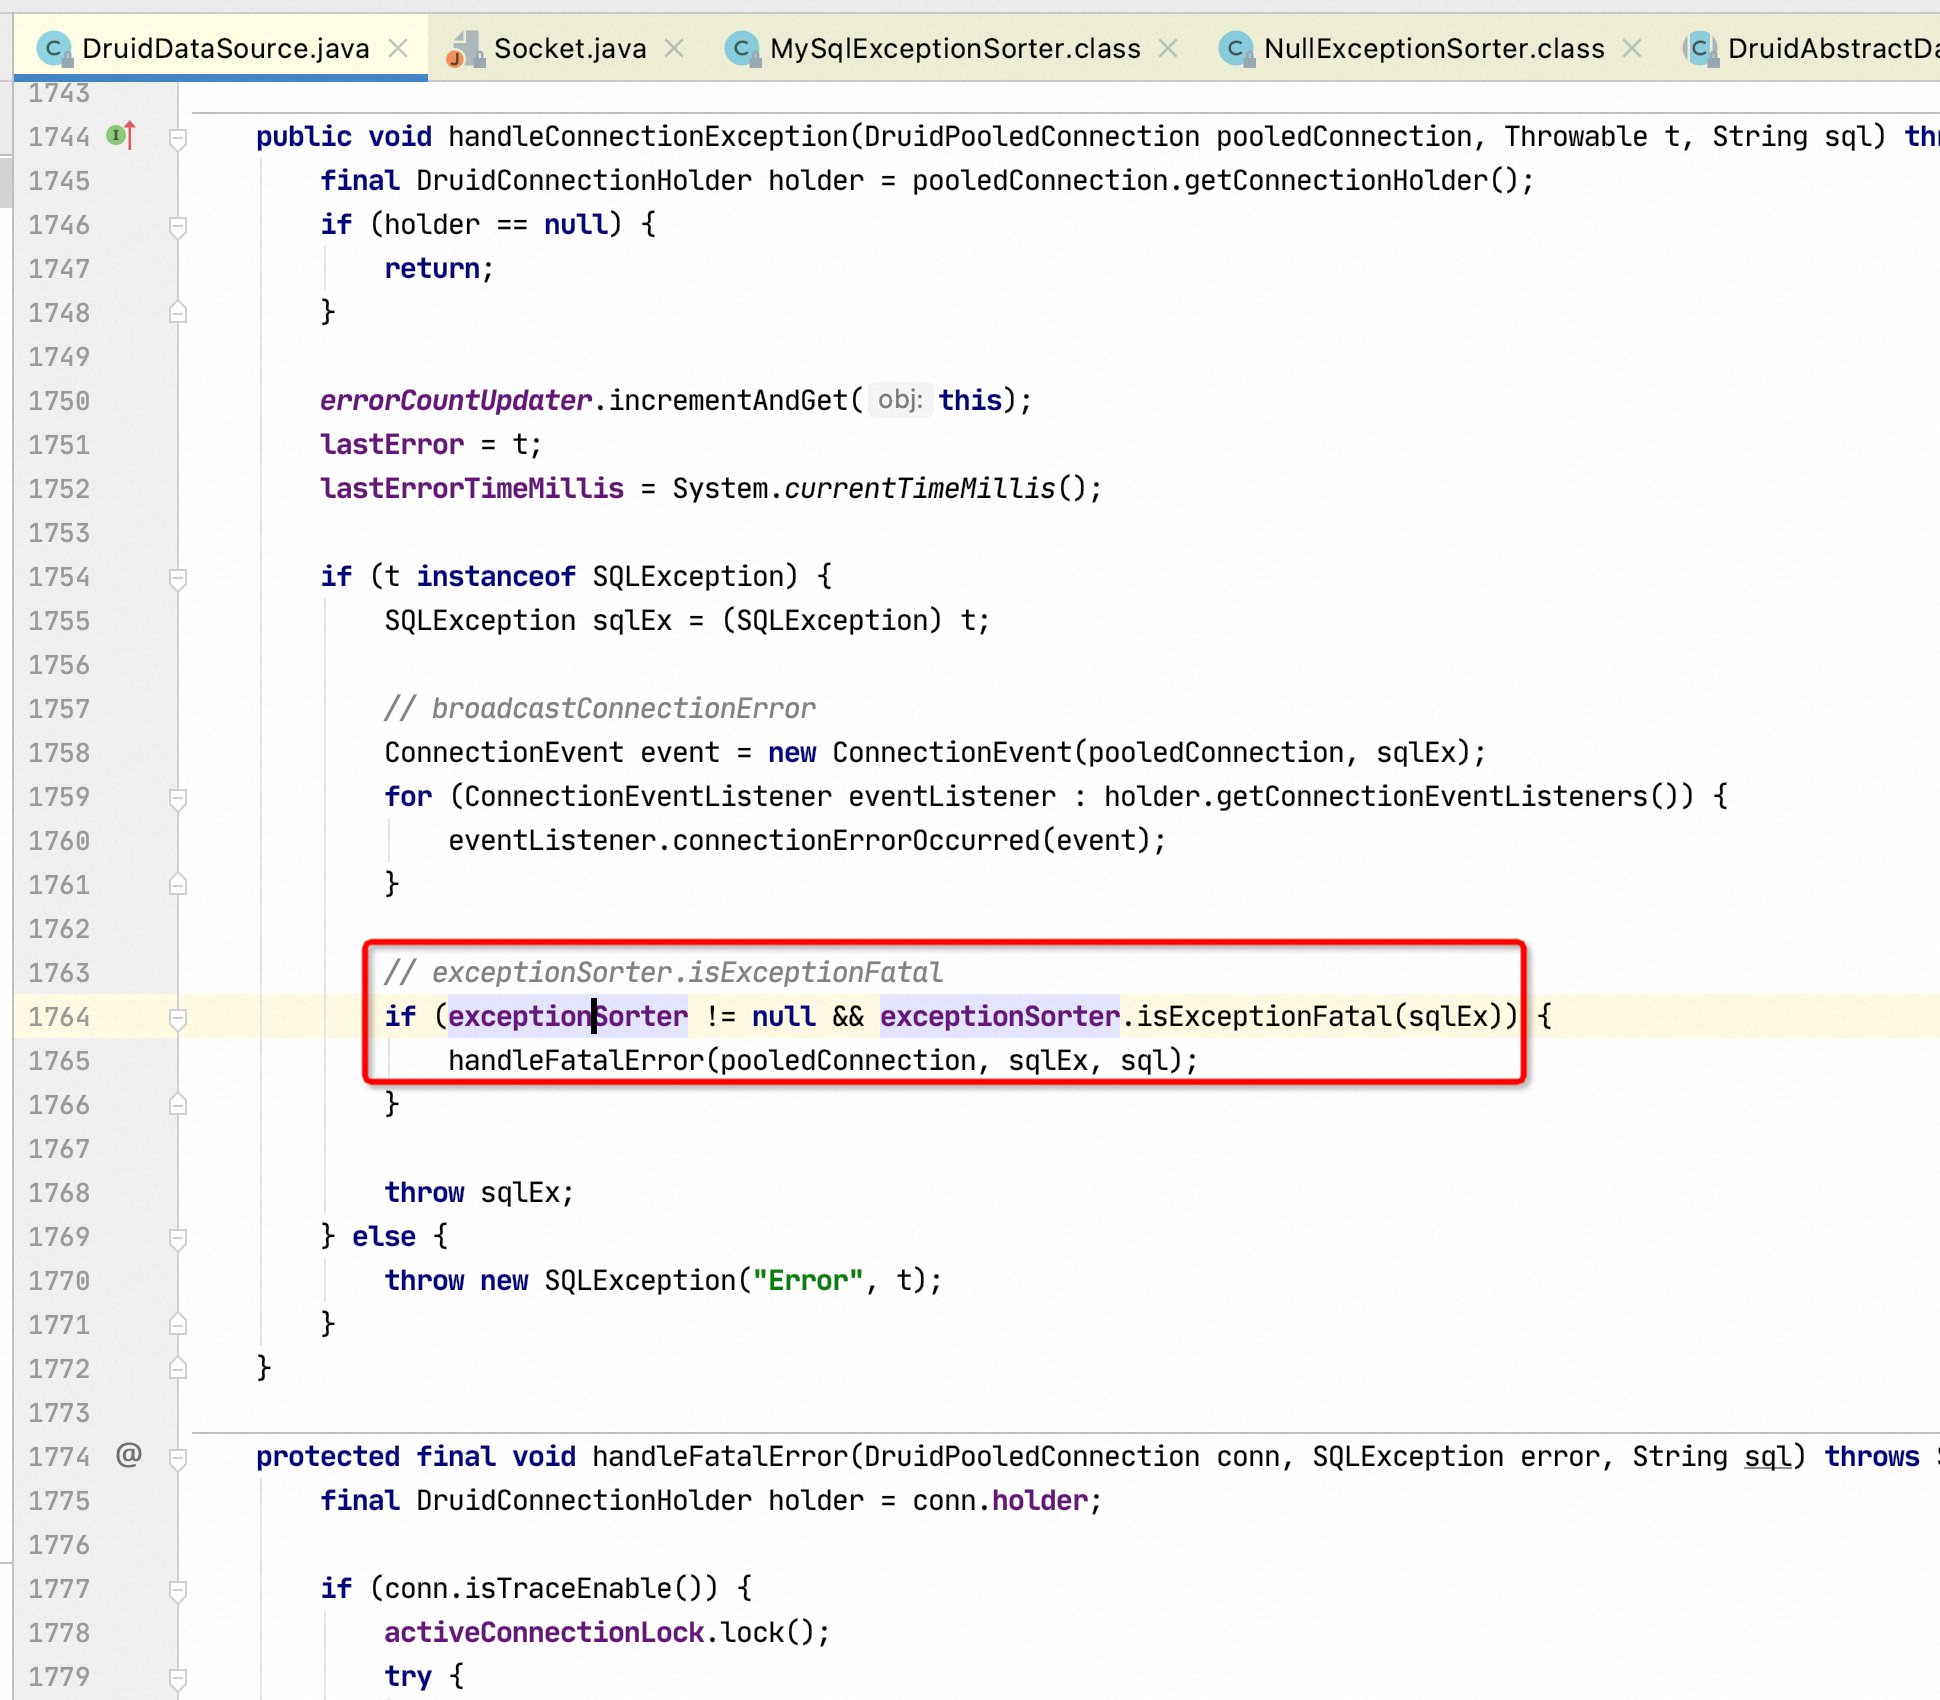 DruidDataSource.java Socket.java MySqlExceptionSorter.class NullExceptionSorter.class DruidAbstractDa
1743
1744 public void handleConnectionException(DruidPooledConnection pooledConnection, Throwable t, String sql) thr
1745 final DruidConnectionHolder holder = pooledConnection.getConnectionHolder();
1746 if (holder == null) {
1747 return;
1748 }
1749
1750 errorCountUpdater.incrementAndGet( obj: this);
1751 lastError = t;
1752 lastErrorTimeMillis = System.currentTimeMillis();
1753
1754 if (t instanceof SQLException) {
1755 SQLException sqlEx = (SQLException) t;
1756
1757 // broadcastConnectionError
1758 ConnectionEvent event = new ConnectionEvent(pooledConnection, sqlEx);
1759 for (ConnectionEventListener eventListener : holder.getConnectionEventListeners()) {
1760 eventListener.connectionErrorOccurred(event);
1761 }
1762
1763 // exceptionSorter.isExceptionFatal
1764 if (exceptionSorter != null && exceptionSorter.isExceptionFatal(sqlEx)) {
1765 handleFatalError(pooledConnection, sqlEx, sql);
1766 }
1767
1768 throw sqlEx;
1769 } else {
1770 throw new SQLException("Error", t);
1771 }
1772 }
1773
1774 @ protected final void handleFatalError(DruidPooledConnection conn, SQLException error, String sql) throws S
1775 final DruidConnectionHolder holder = conn.holder;
1776
1777 if (conn.isTraceEnable()) {
1778 activeConnectionLock.lock();
1779 try {